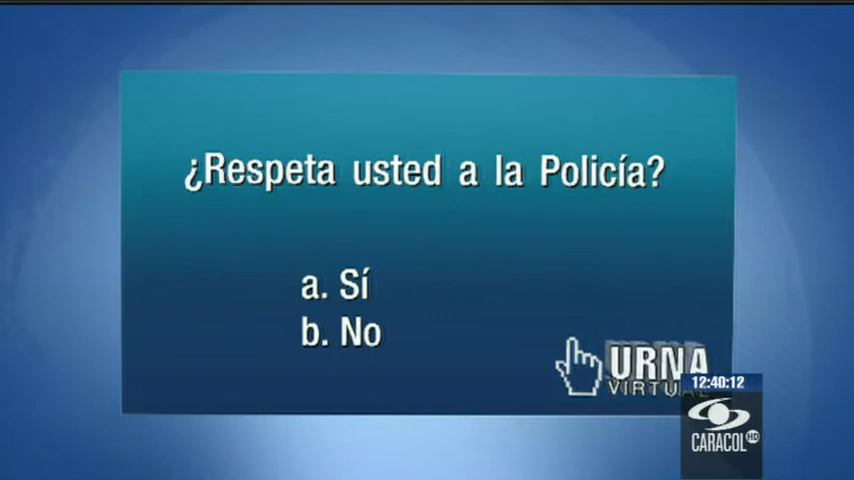 ¿Respeta usted a la Policía?
a. Sí
b. No
URNA
VIRTUAL
12:40:12
CARACOL HD